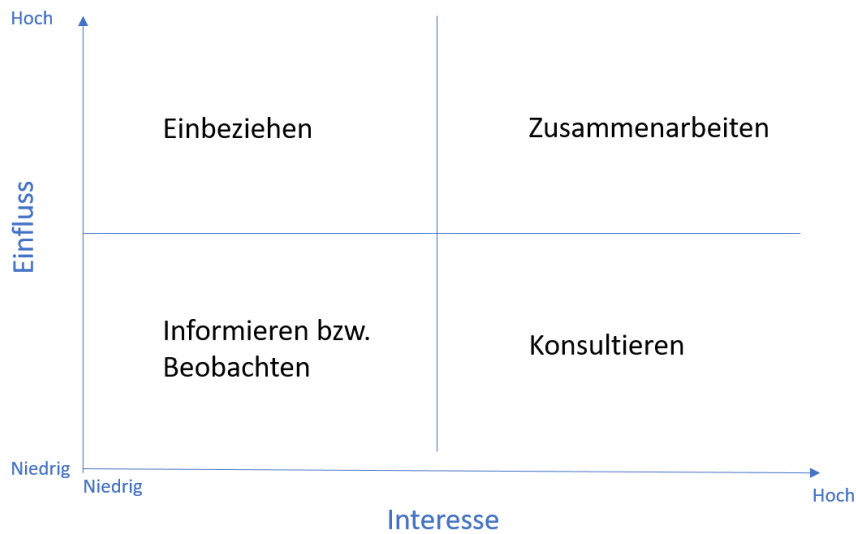 Hoch
Einbeziehen
Zusammenarbeiten
Einfluss
Informieren bzw.
Beobachten
Konsultieren
Niedrig
Niedrig
Hoch
Interesse